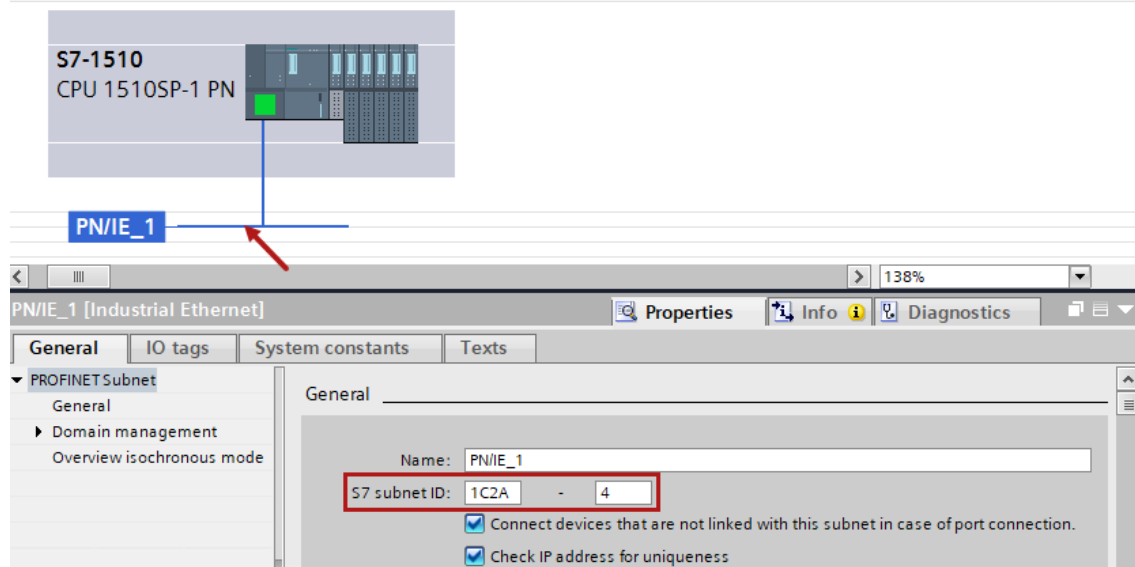 S7-1510
CPU 1510SP-1 PN
PN/IE_1
138%
PN/IE_1 [Industrial Ethernet]
Properties
Info
Diagnostics
General
IO tags
System constants
Texts
PROFINET Subnet
General
Domain management
Overview isochronous mode
General
Name: PN/IE_1
S7 subnet ID: 1C2A - 4
Connect devices that are not linked with this subnet in case of port connection.
Check IP address for uniqueness